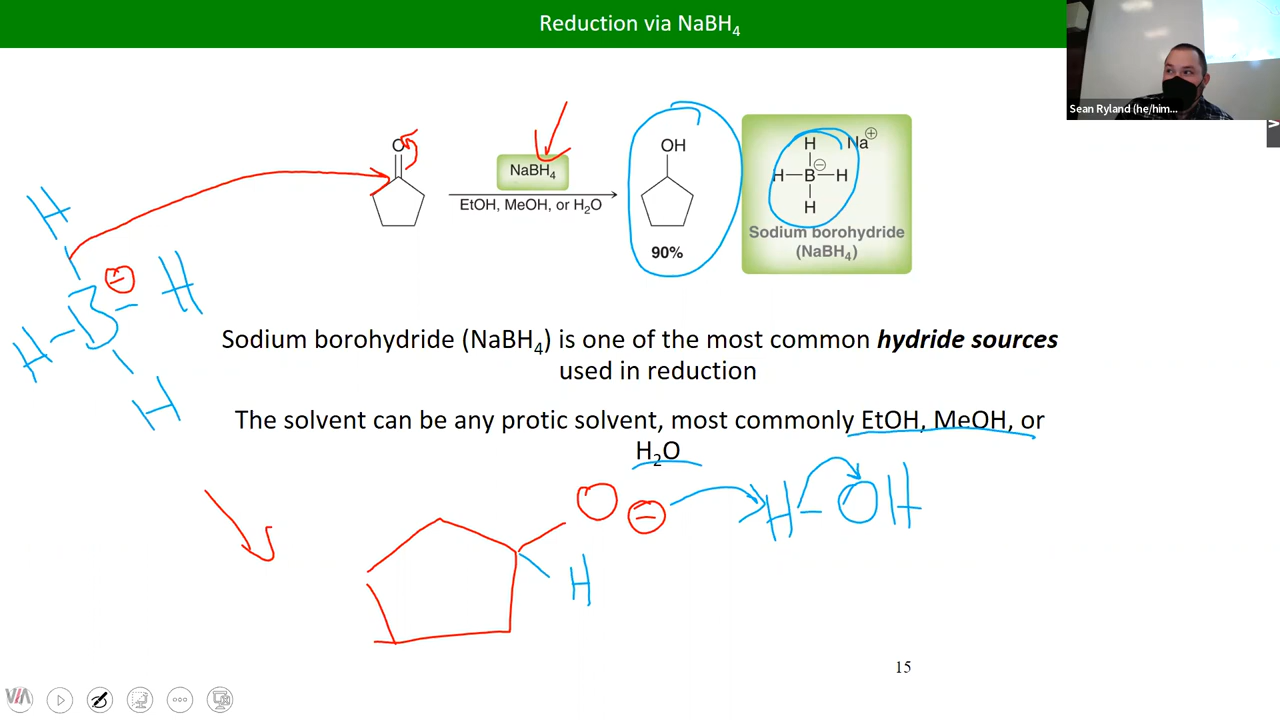 Reduction via NaBH₄
Sean Ryland (he/him...
O
NaBH₄
EtOH, MeOH, or H₂O
OH
90%
H Na⊕
⊖
H—B—H
H
Sodium borohydride
(NaBH₄)
H
⊖
H
B
H
H
Sodium borohydride (NaBH₄) is one of the most common hydride sources
used in reduction
The solvent can be any protic solvent, most commonly EtOH, MeOH, or
H₂O
O ⊖ H–OH
H
15